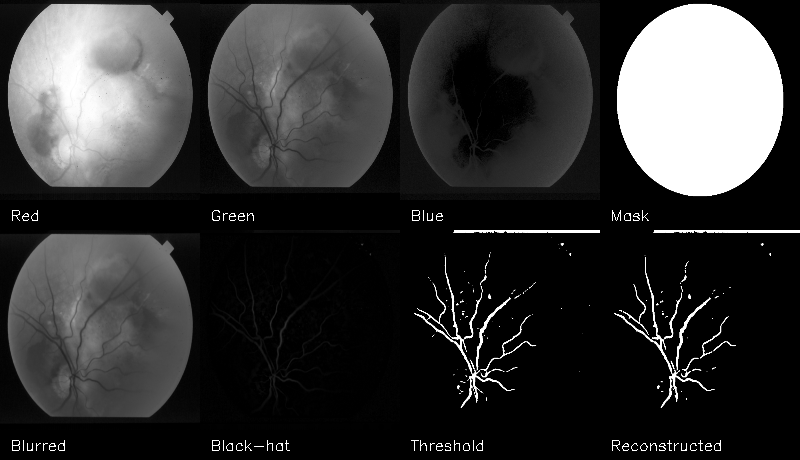 Red
Green
Blue
Mask
Blurred
Black-hat
Threshold
Reconstructed